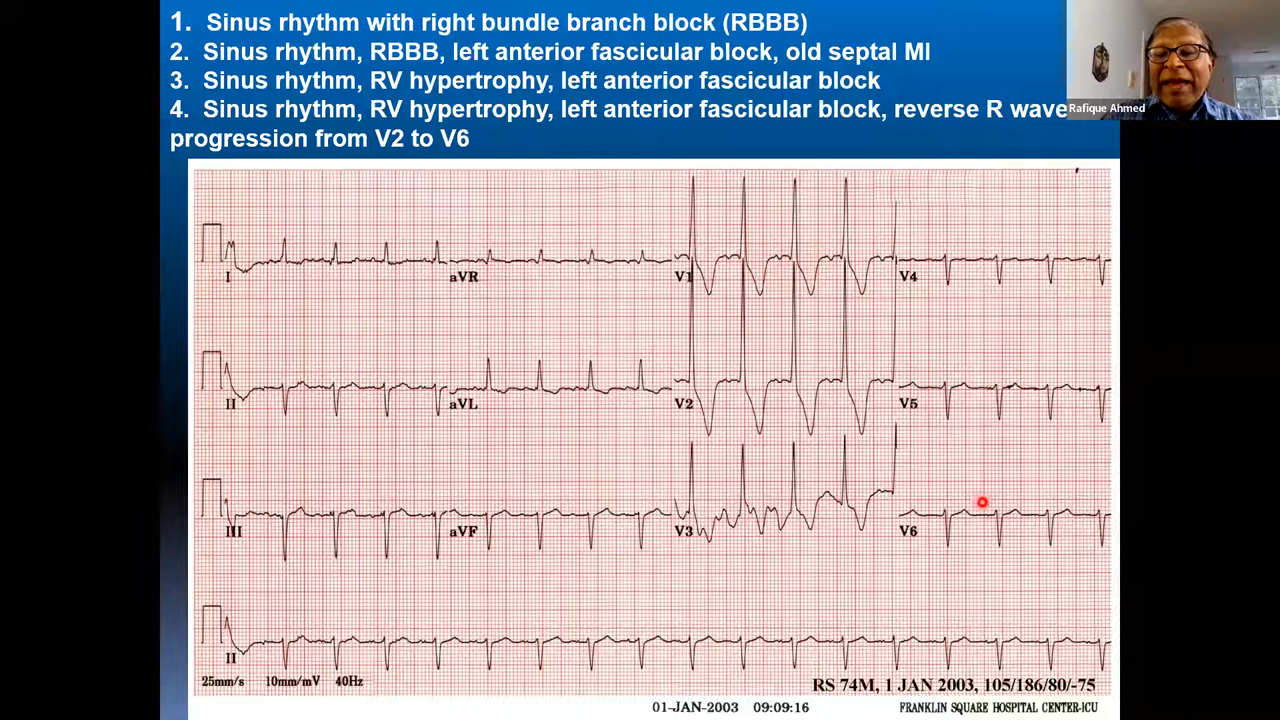 1. Sinus rhythm with right bundle branch block (RBBB)
2. Sinus rhythm, RBBB, left anterior fascicular block, old septal MI
3. Sinus rhythm, RV hypertrophy, left anterior fascicular block
4. Sinus rhythm, RV hypertrophy, left anterior fascicular block, reverse R wave
progression from V2 to V6
Rafique Ahmed
I aVR V1 V4
II aVL V2 V5
III aVF V3 V6
II
25mm/s 10mm/mV 40Hz
RS 74M, 1 JAN 2003, 105/186/80/-75
01-JAN-2003 09:09:16 FRANKLIN SQUARE HOSPITAL CENTER-ICU